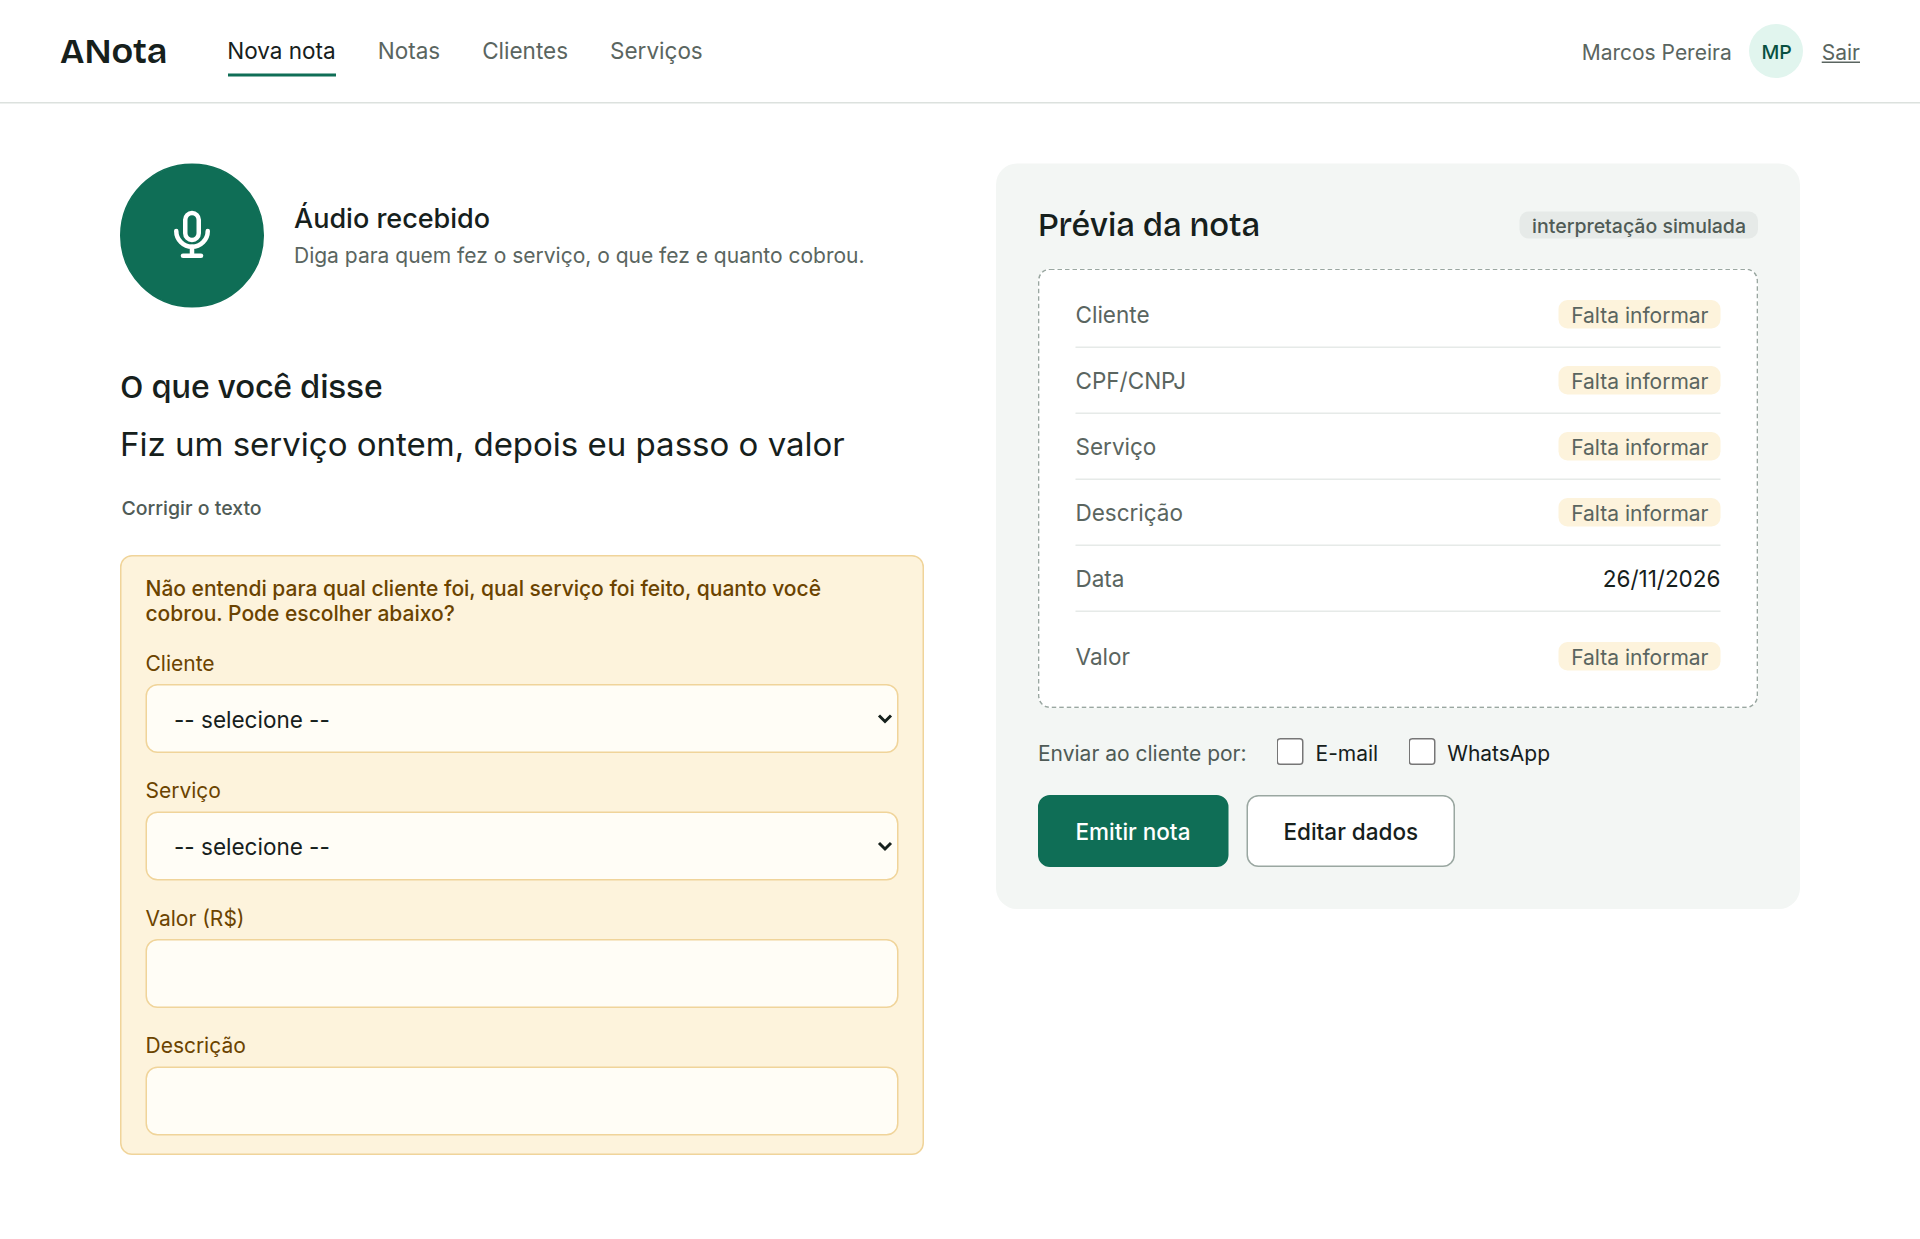 ANota
Nova nota
Notas
Clientes
Serviços
Marcos Pereira
MP
Sair
Áudio recebido
Diga para quem fez o serviço, o que fez e quanto cobrou.
O que você disse
Fiz um serviço ontem, depois eu passo o valor
Corrigir o texto
Não entendi para qual cliente foi, qual serviço foi feito, quanto você
cobrou. Pode escolher abaixo?
Cliente
-- selecione --
Serviço
-- selecione --
Valor (R$)
Descrição
Prévia da nota
interpretação simulada
Cliente
Falta informar
CPF/CNPJ
Falta informar
Serviço
Falta informar
Descrição
Falta informar
Data
26/11/2026
Valor
Falta informar
Enviar ao cliente por:
E-mail
WhatsApp
Emitir nota
Editar dados